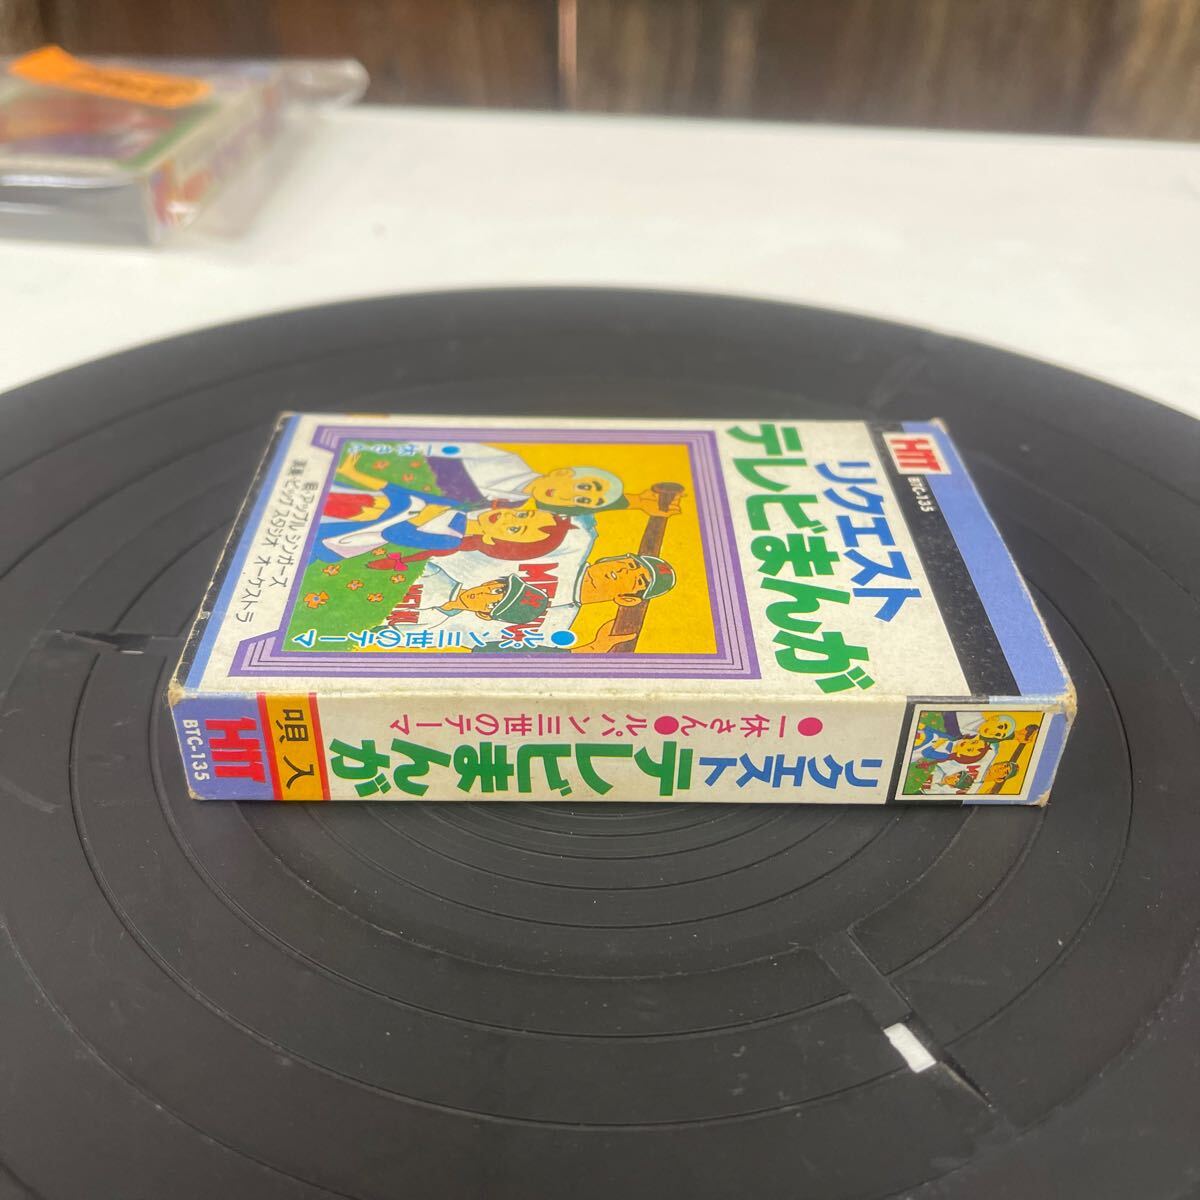 HIT
BTC-135
リクエスト
テレビまんが
●一休さん
●ルパン三世のテーマ
唄・アップルシンガーズ
演奏・ビッグ スタジオ オーケストラ
●一休さん●ルパン三世のテーマ
リクエスト テレビまんが
唄入
HIT
BTC-135